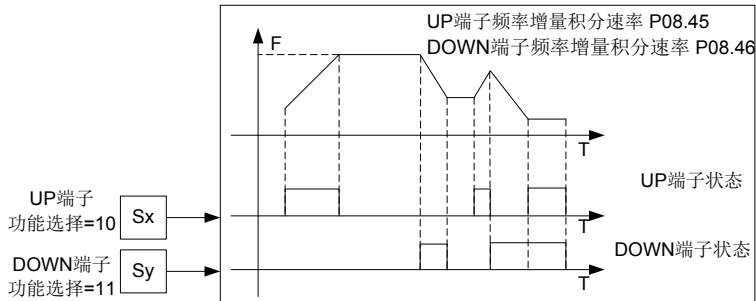 UP端子频率增量积分速率 P08.45
DOWN端子频率增量积分速率 P08.46
F
T
UP端子
功能选择=10
Sx
UP端子状态
T
DOWN端子
功能选择=11
Sy
DOWN端子状态
T